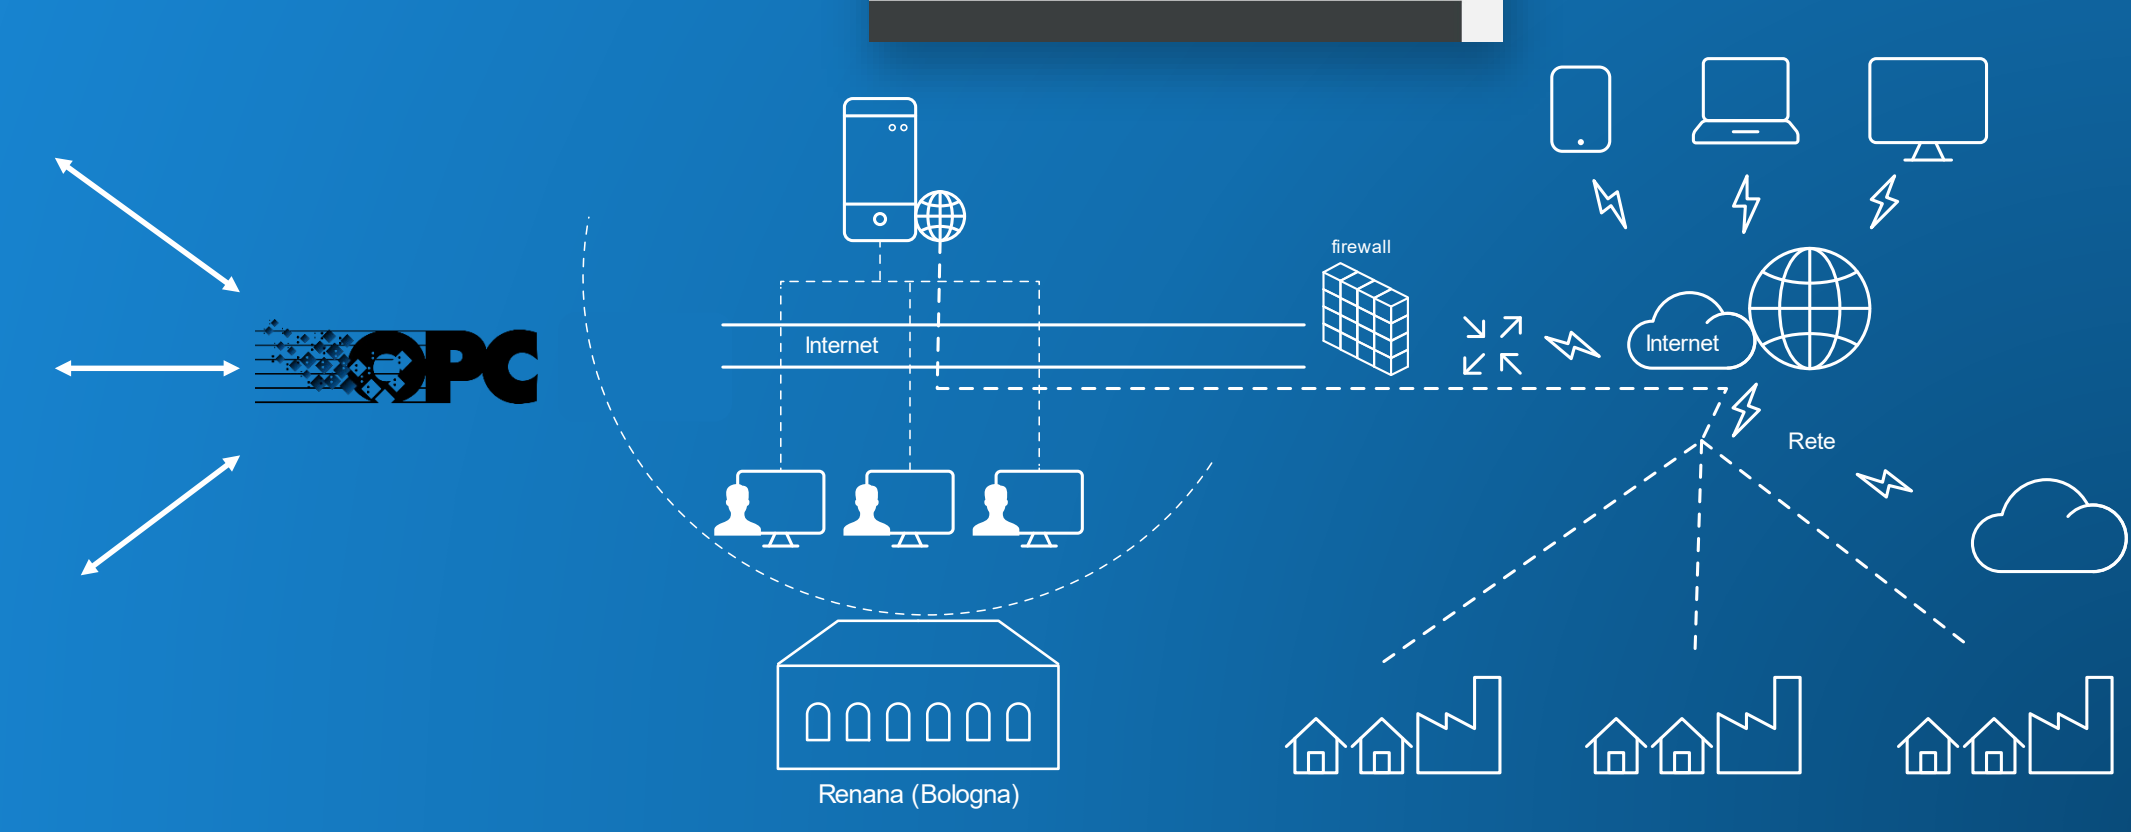 firewall
OPC
Internet
Internet
Rete
Renana (Bologna)